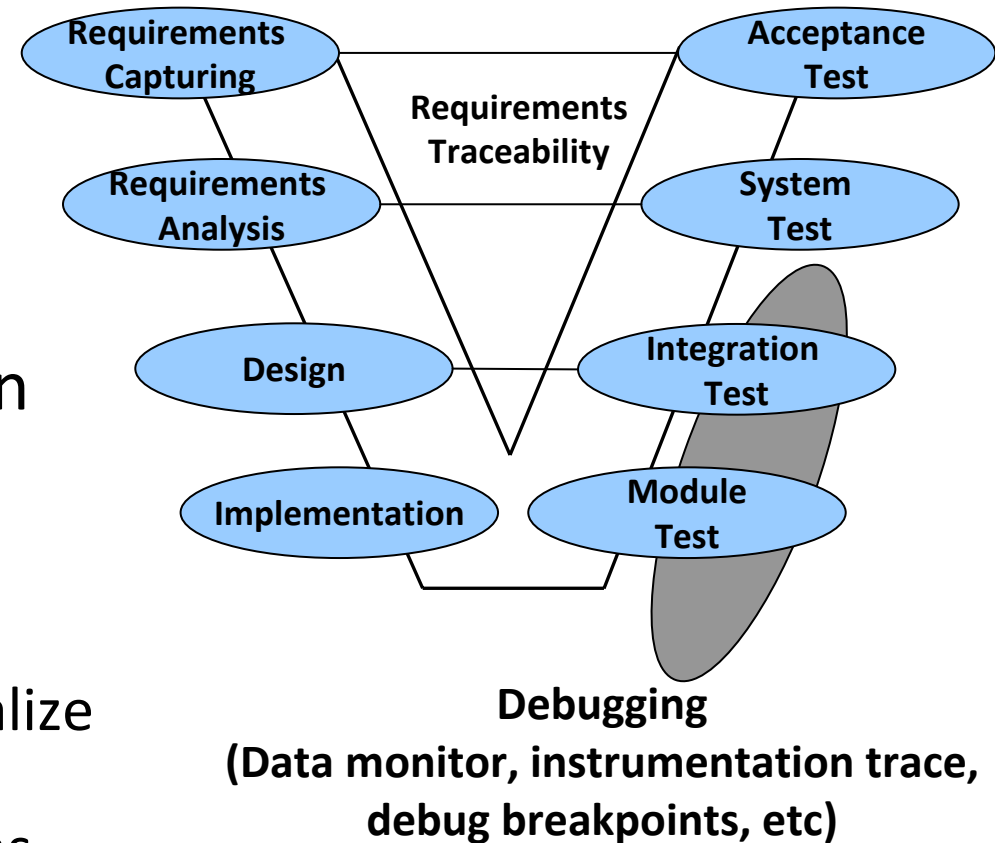 Requirements
Capturing
Acceptance
Test
Requirements
Traceability
Requirements
Analysis
System
Test
Design
Integration
Test
Implementation
Module
Test
Debugging
(Data monitor, instrumentation trace,
debug breakpoints, etc)